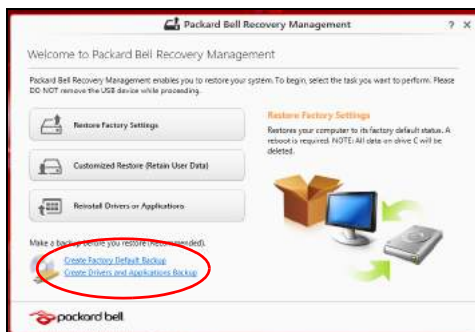 Packard Bell Recovery Management
? ×
Welcome to Packard Bell Recovery Management
Packard Bell Recovery Management enables you to restore your system. To begin, select the task you want to perform. Please
DO NOT remove the USB device while proceeding.
Restore Factory Settings
Restore Factory Settings
Restores your computer to its factory default status. A
reboot is required. NOTE: All data on drive C will be
deleted.
Customized Restore (Retain User Data)
Reinstall Drivers or Applications
Make a backup before you restore (Recommended).
Create Factory Default Backup
Create Drivers and Applications Backup
packard bell